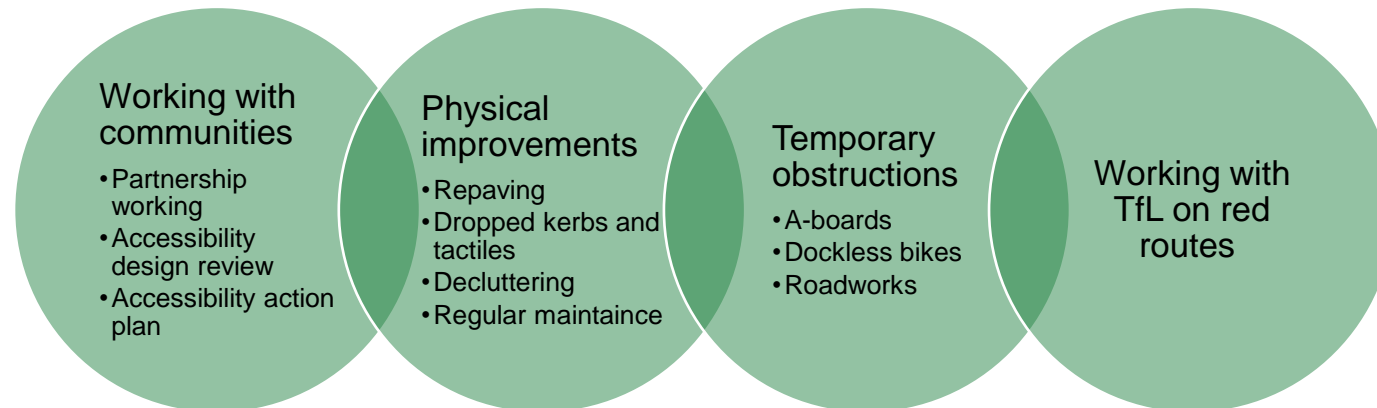 Working with
communities
•Partnership
working
•Accessibility
design review
•Accessibility action
plan
Physical
improvements
•Repaving
•Dropped kerbs and
tactiles
•Decluttering
•Regular maintaince
Temporary
obstructions
•A-boards
•Dockless bikes
•Roadworks
Working with
TfL on red
routes